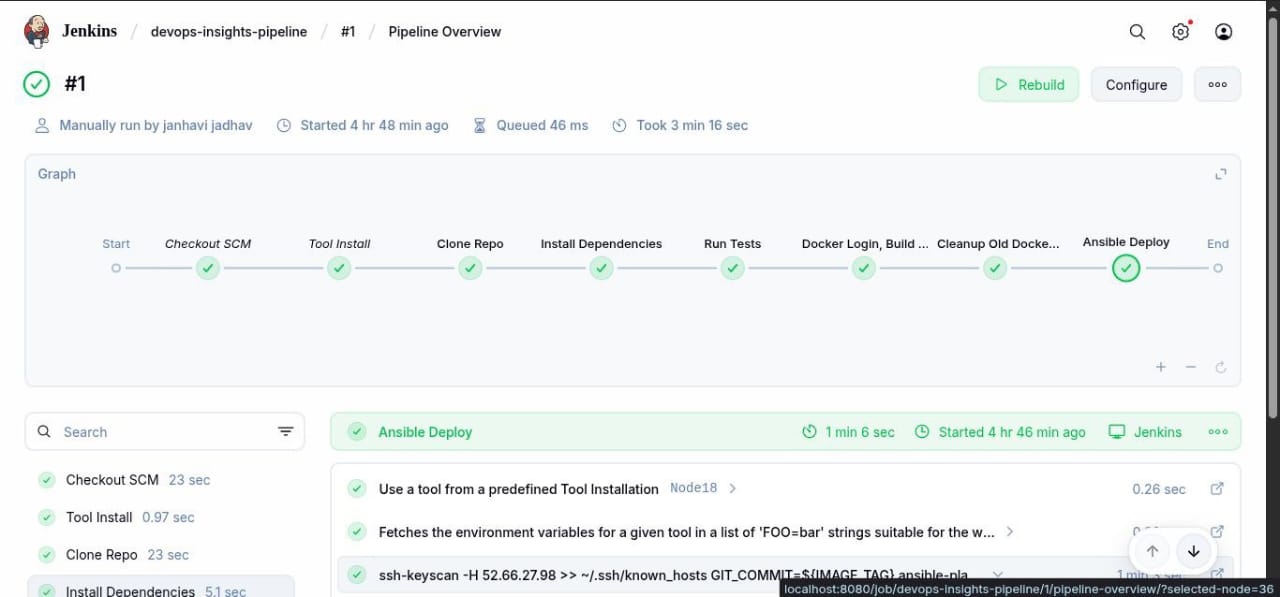 Jenkins / devops-insights-pipeline / #1 / Pipeline Overview
#1
Rebuild
Configure
Manually run by janhavi jadhav Started 4 hr 48 min ago Queued 46 ms Took 3 min 16 sec
Graph
Start Checkout SCM Tool Install Clone Repo Install Dependencies Run Tests Docker Login, Build ... Cleanup Old Docke... Ansible Deploy End
Search
Ansible Deploy 1 min 6 sec Started 4 hr 46 min ago Jenkins
Checkout SCM 23 sec
Tool Install 0.97 sec
Clone Repo 23 sec
Install Dependencies 5.1 sec
Use a tool from a predefined Tool Installation Node18 0.26 sec
Fetches the environment variables for a given tool in a list of 'FOO=bar' strings suitable for the w...
ssh-keyscan -H 52.66.27.98 >> ~/.ssh/known_hosts GIT_COMMIT=${IMAGE_TAG} ansible-pla 1 min 3 sec
localhost:8080/job/devops-insights-pipeline/1/pipeline-overview/?selected-node=36